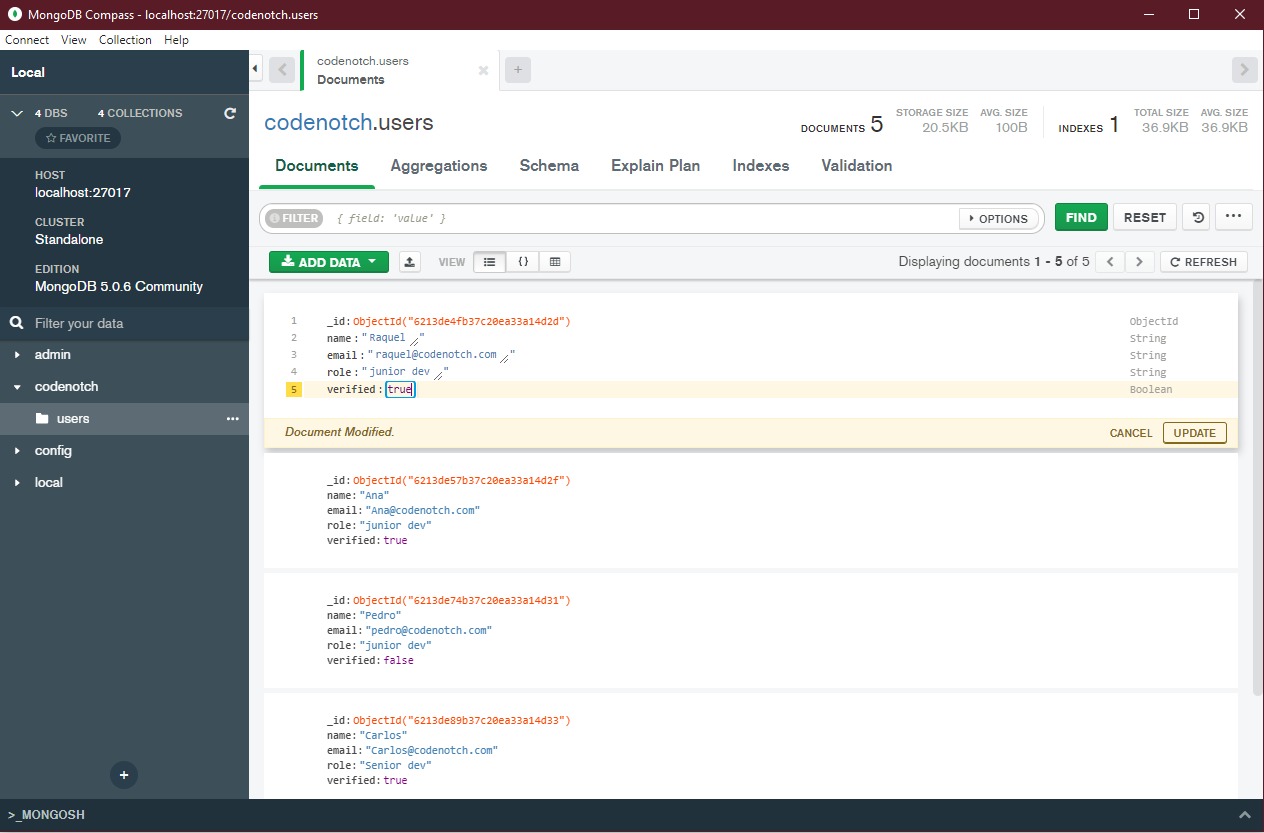 MongoDB Compass - localhost:27017/codenotch.users
Connect View Collection Help
Local
4 DBS 4 COLLECTIONS
FAVORITE
HOST
localhost:27017
CLUSTER
Standalone
EDITION
MongoDB 5.0.6 Community
Filter your data
admin
codenotch
users
config
local
>_MONGOSH
codenotch.users
Documents
codenotch.users
DOCUMENTS 5
STORAGE SIZE
20.5KB
AVG. SIZE
100B
INDEXES 1
TOTAL SIZE
36.9KB
AVG. SIZE
36.9KB
Documents Aggregations Schema Explain Plan Indexes Validation
FILTER { field: 'value' } OPTIONS FIND RESET
ADD DATA VIEW {} Displaying documents 1 - 5 of 5 REFRESH
1 _id:ObjectId("6213de4fb37c20ea33a14d2d") ObjectId
2 name:"Raquel" String
3 email:"raquel@codenotch.com" String
4 role:"junior dev" String
5 verified:true Boolean
Document Modified. CANCEL UPDATE
_id:ObjectId("6213de57b37c20ea33a14d2f")
name:"Ana"
email:"Ana@codenotch.com"
role:"junior dev"
verified:true
_id:ObjectId("6213de74b37c20ea33a14d31")
name:"Pedro"
email:"pedro@codenotch.com"
role:"junior dev"
verified:false
_id:ObjectId("6213de89b37c20ea33a14d33")
name:"Carlos"
email:"Carlos@codenotch.com"
role:"Senior dev"
verified:true